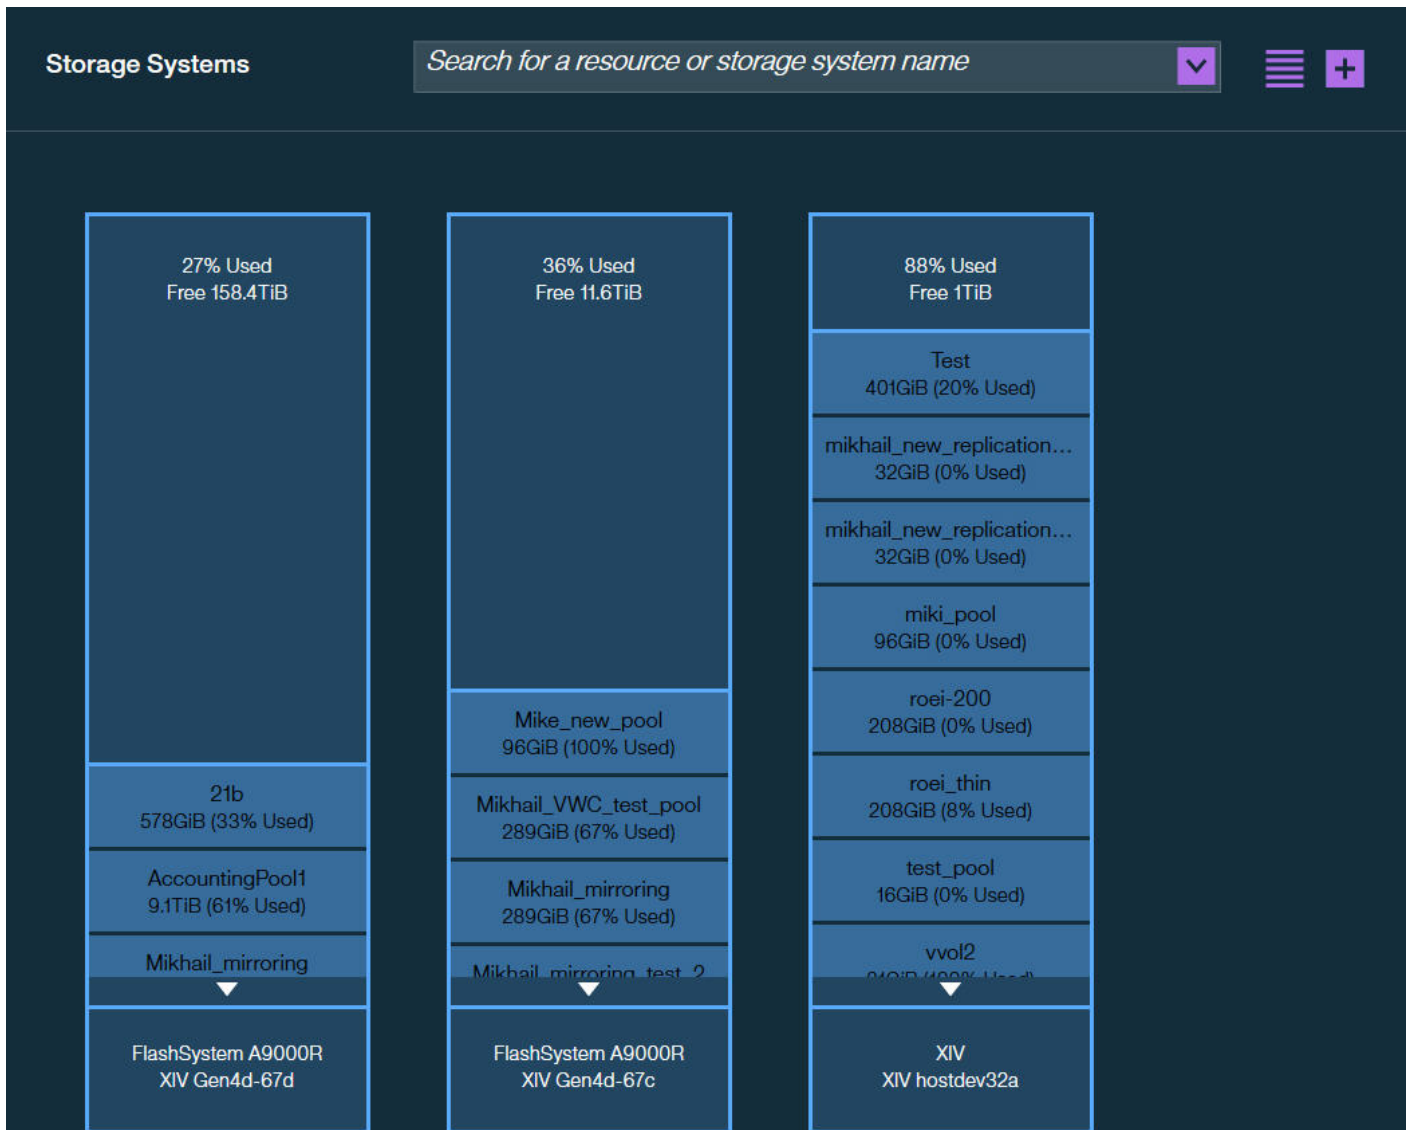 Storage Systems
Search for a resource or storage system name
27% Used
Free 158.4TiB
21b
578GiB (33% Used)
AccountingPool1
9.1TiB (61% Used)
Mikhail_mirroring
FlashSystem A9000R
XIV Gen4d-67d
36% Used
Free 11.6TiB
Mike_new_pool
96GiB (100% Used)
Mikhail_VWC_test_pool
289GiB (67% Used)
Mikhail_mirroring
289GiB (67% Used)
Mikhail_mirroring_test_2
FlashSystem A9000R
XIV Gen4d-67c
88% Used
Free 1TiB
Test
401GiB (20% Used)
mikhail_new_replication...
32GiB (0% Used)
mikhail_new_replication...
32GiB (0% Used)
miki_pool
96GiB (0% Used)
roei-200
208GiB (0% Used)
roei_thin
208GiB (8% Used)
test_pool
16GiB (0% Used)
vvol2
XIV
XIV hostdev32a